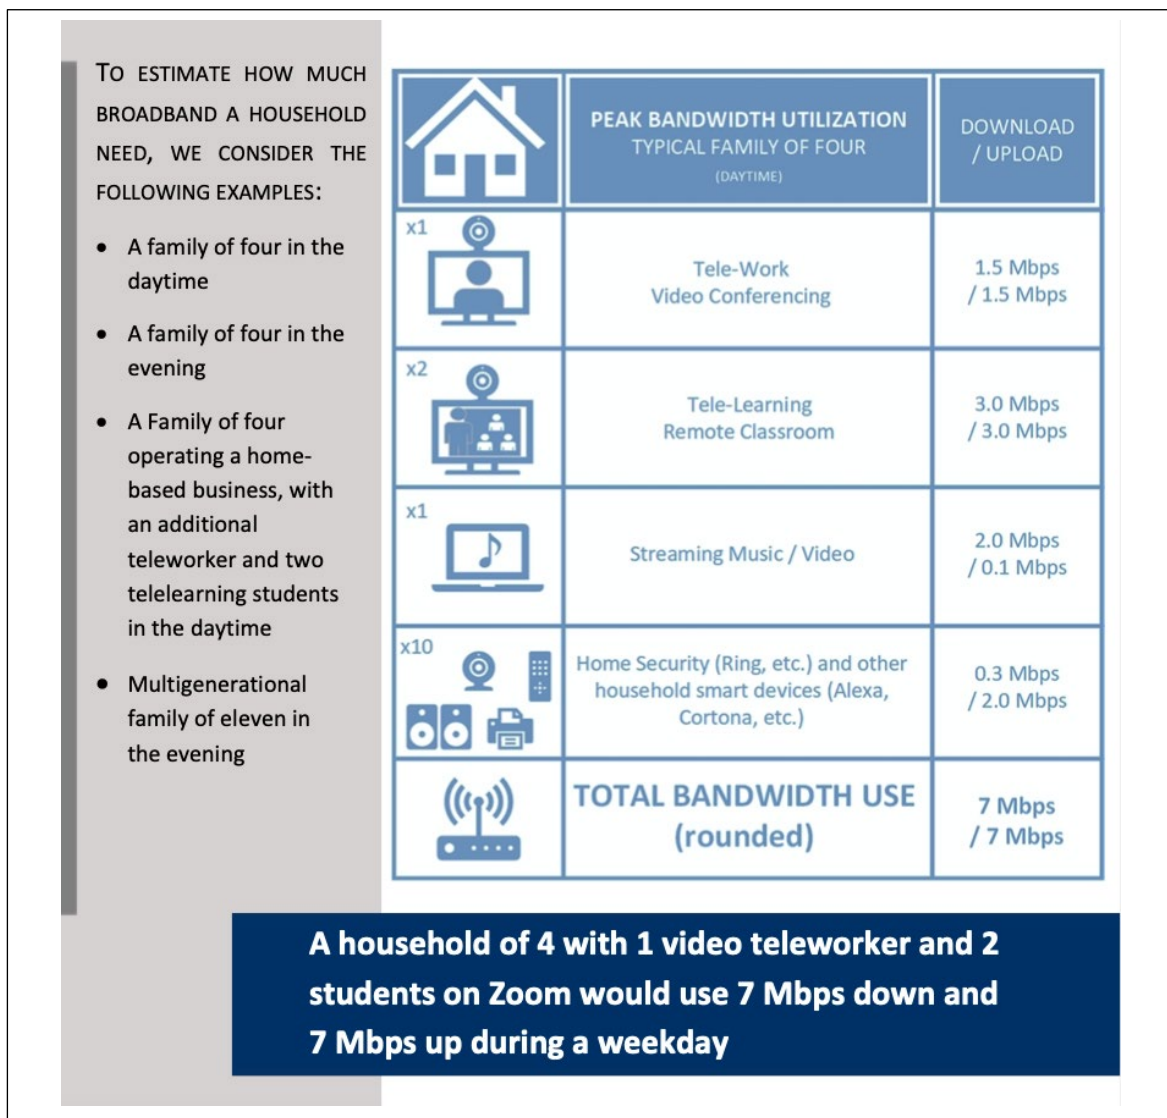 TO ESTIMATE HOW MUCH
BROADBAND A HOUSEHOLD
NEED, WE CONSIDER THE
FOLLOWING EXAMPLES:
• A family of four in the
daytime
• A family of four in the
evening
• A Family of four
operating a home-
based business, with
an additional
teleworker and two
telelearning students
in the daytime
• Multigenerational
family of eleven in
the evening
PEAK BANDWIDTH UTILIZATION
TYPICAL FAMILY OF FOUR
(DAYTIME)
DOWNLOAD
/ UPLOAD
x1
Tele-Work
Video Conferencing
1.5 Mbps
/ 1.5 Mbps
x2
Tele-Learning
Remote Classroom
3.0 Mbps
/ 3.0 Mbps
x1
Streaming Music / Video
2.0 Mbps
/ 0.1 Mbps
x10
Home Security (Ring, etc.) and other
household smart devices (Alexa,
Cortona, etc.)
0.3 Mbps
/ 2.0 Mbps
TOTAL BANDWIDTH USE
(rounded)
7 Mbps
/ 7 Mbps
A household of 4 with 1 video teleworker and 2
students on Zoom would use 7 Mbps down and
7 Mbps up during a weekday